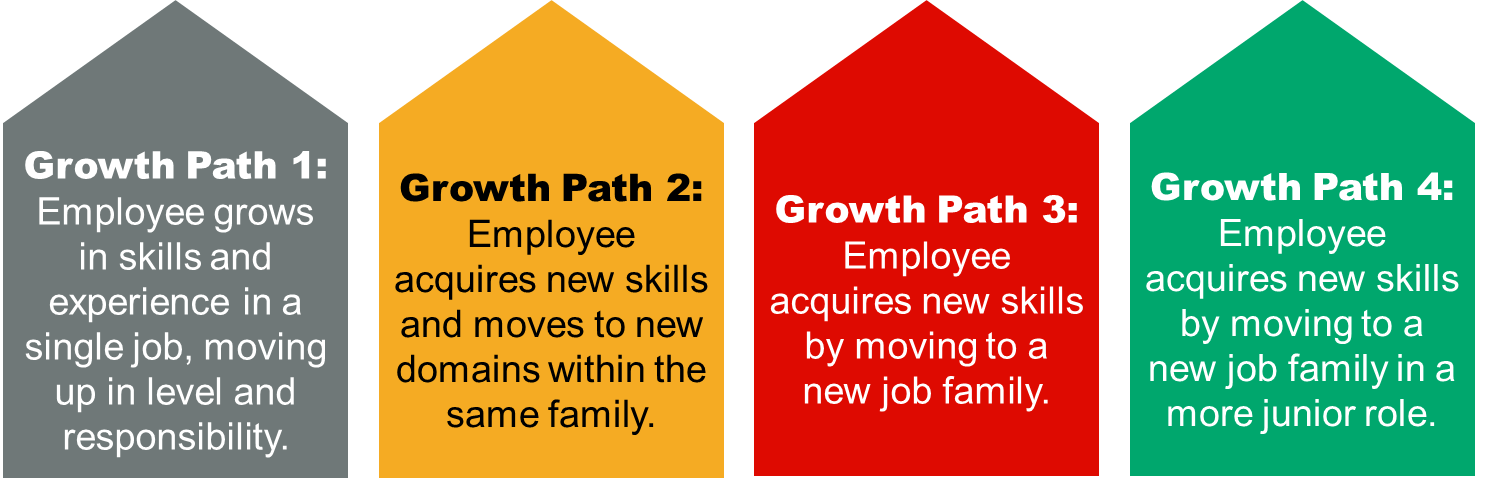 Growth Path 1:
Employee grows
in skills and
experience in a
single job, moving
up in level and
responsibility.
Growth Path 2:
Employee
acquires new skills
and moves to new
domains within the
same family.
Growth Path 3:
Employee
acquires new skills
by moving to a
new job family.
Growth Path 4:
Employee
acquires new skills
by moving to a
new job family in a
more junior role.